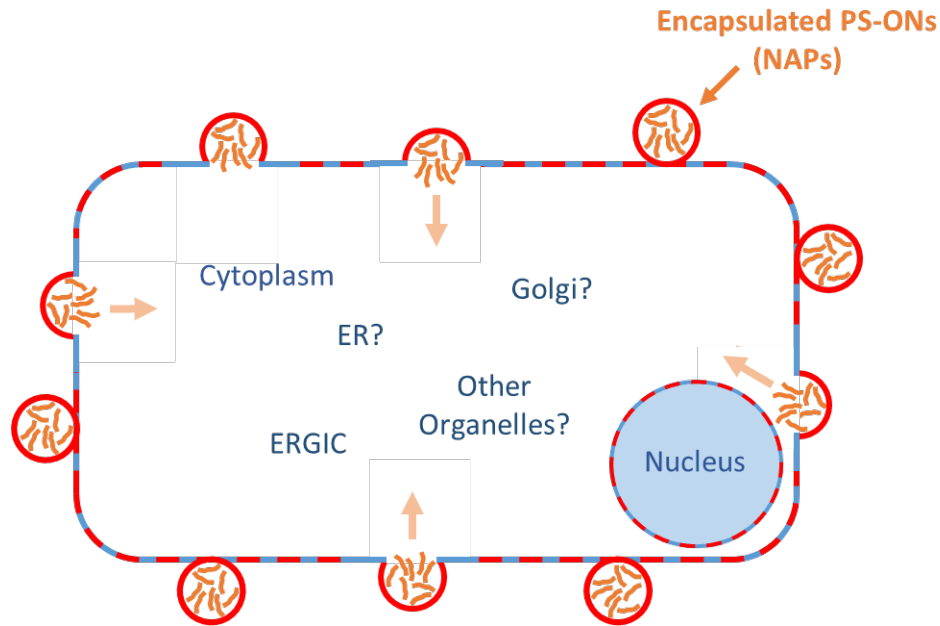 Encapsulated PS-ONs
(NAPs)
Cytoplasm
Golgi?
ER?
Other
Organelles?
ERGIC
Nucleus